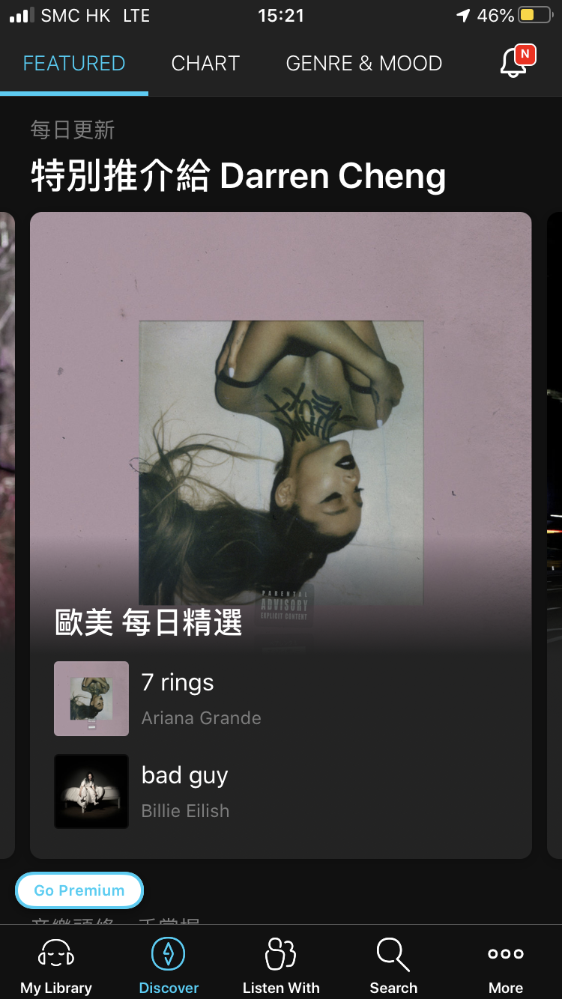 SMC HK LTE 15:21 46%
FEATURED CHART GENRE & MOOD N
每日更新
特別推介給 Darren Cheng
PARENTAL
ADVISORY
EXPLICIT CONTENT
歐美 每日精選
7 rings
Ariana Grande
bad guy
Billie Eilish
Go Premium
My Library Discover Listen With Search More